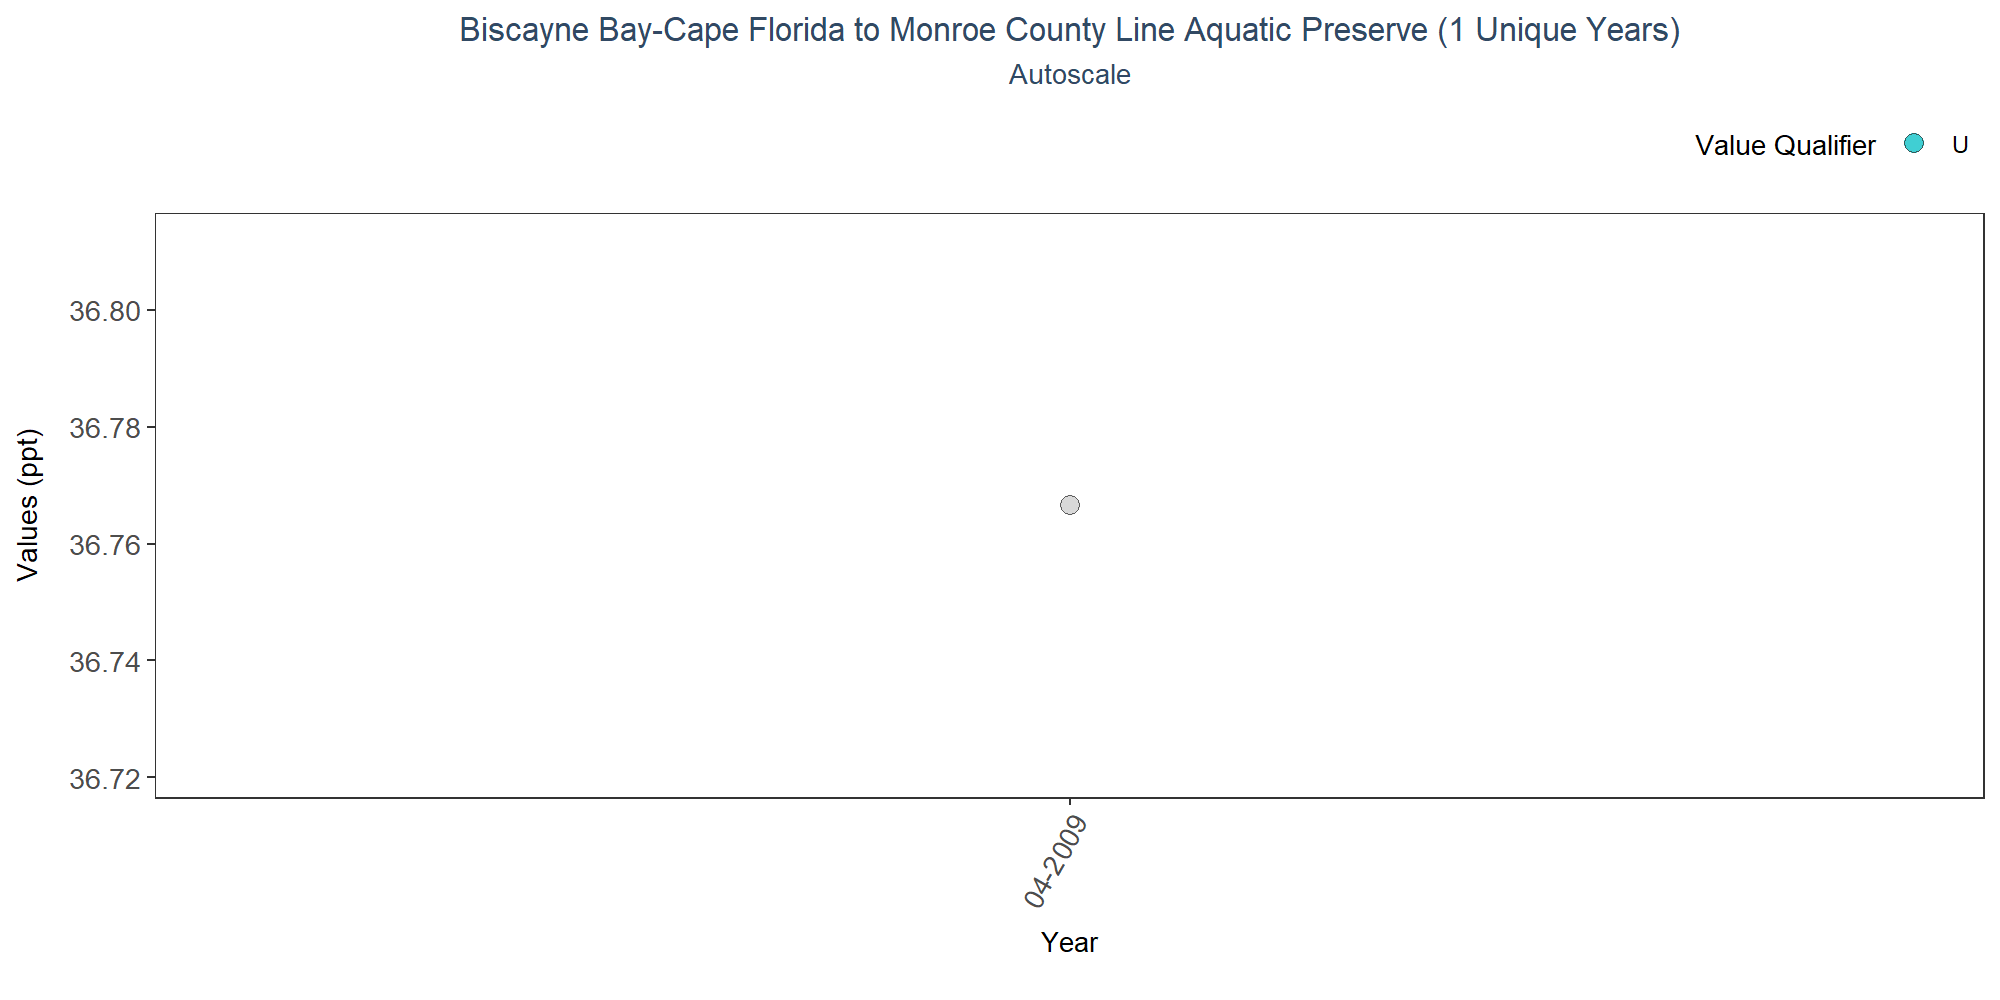 Biscayne Bay-Cape Florida to Monroe County Line Aquatic Preserve (1 Unique Years)
Autoscale
Value Qualifier U
Values (ppt)
36.80
36.78
36.76
36.74
36.72
04-2009
Year